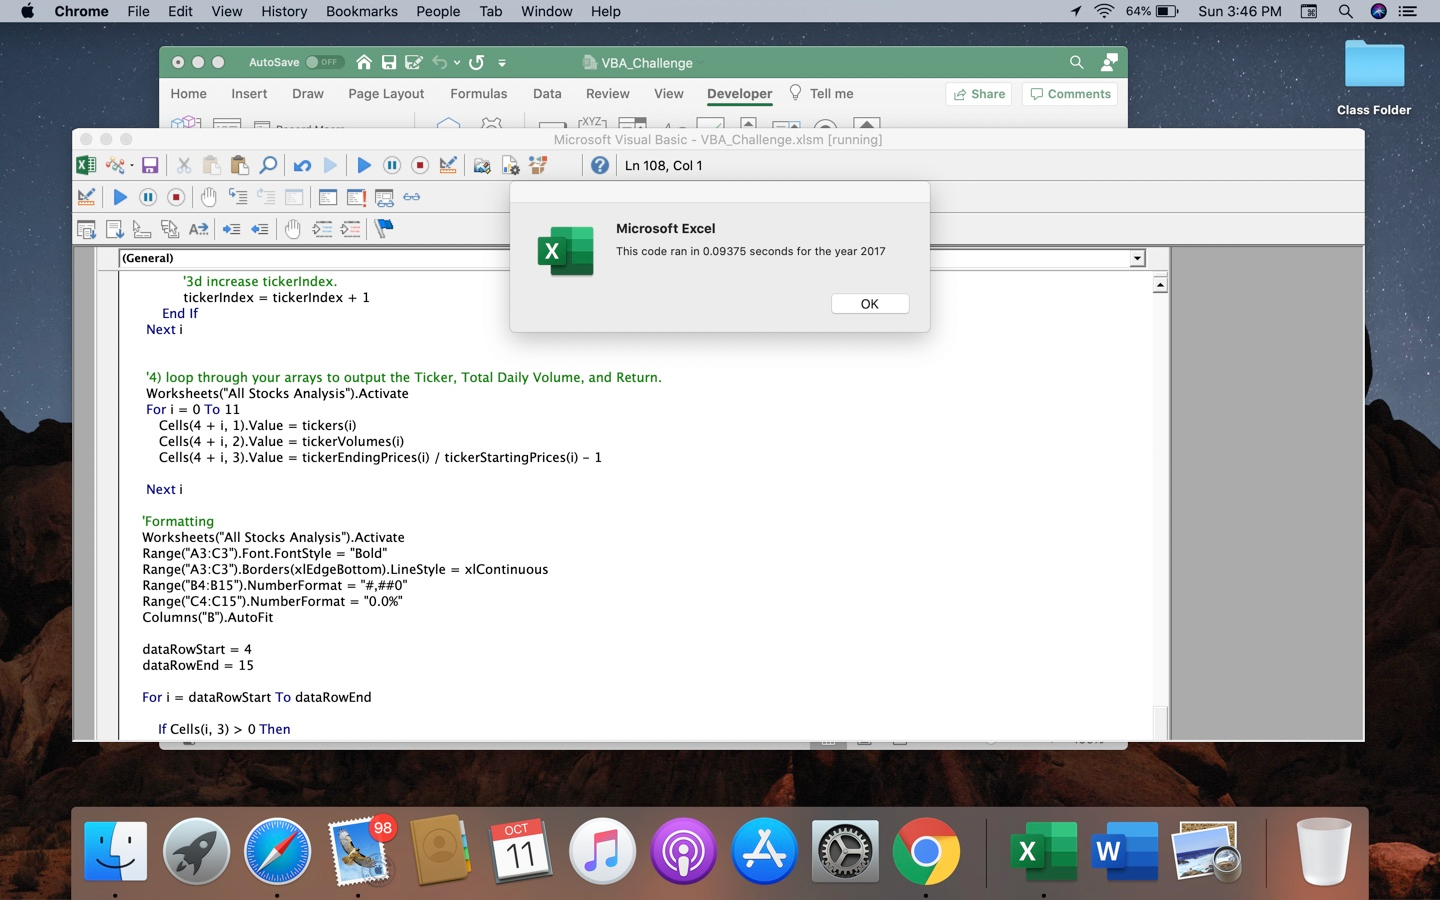 Chrome File Edit View History Bookmarks People Tab Window Help
64% Sun 3:46 PM
AutoSave OFF
VBA_Challenge
Home Insert Draw Page Layout Formulas Data Review View Developer Tell me
Share Comments
Class Folder
Microsoft Visual Basic - VBA_Challenge.xlsm [running]
Ln 108, Col 1
Microsoft Excel
This code ran in 0.09375 seconds for the year 2017
OK
(General)
'3d increase tickerIndex.
tickerIndex = tickerIndex + 1
End If
Next i
'4) loop through your arrays to output the Ticker, Total Daily Volume, and Return.
Worksheets("All Stocks Analysis").Activate
For i = 0 To 11
Cells(4 + i, 1).Value = tickers(i)
Cells(4 + i, 2).Value = tickerVolumes(i)
Cells(4 + i, 3).Value = tickerEndingPrices(i) / tickerStartingPrices(i) - 1
Next i
'Formatting
Worksheets("All Stocks Analysis").Activate
Range("A3:C3").Font.FontStyle = "Bold"
Range("A3:C3").Borders(xlEdgeBottom).LineStyle = xlContinuous
Range("B4:B15").NumberFormat = "#,##0"
Range("C4:C15").NumberFormat = "0.0%"
Columns("B").AutoFit
dataRowStart = 4
dataRowEnd = 15
For i = dataRowStart To dataRowEnd
If Cells(i, 3) > 0 Then
98
OCT
11